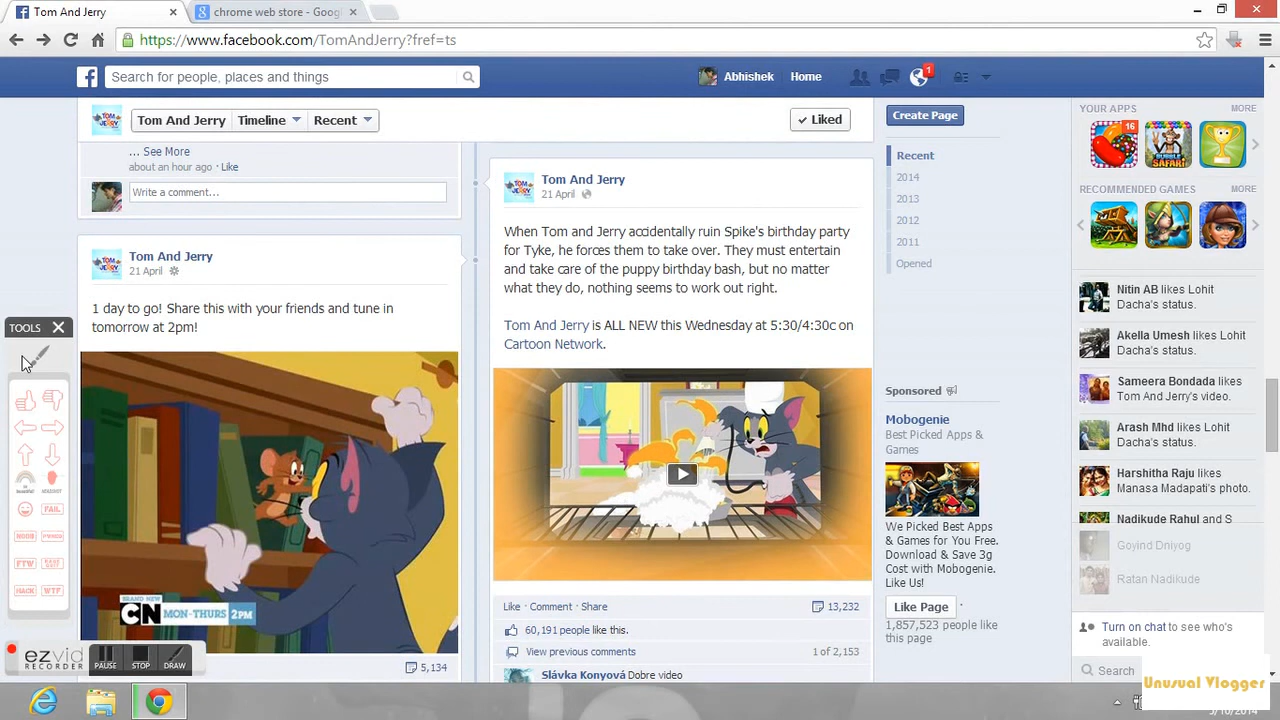 Tom And Jerry
chrome web store - Goog
https://www.facebook.com/TomAndJerry?fref=ts
Search for people, places and things
Abhishek
Home
1
Tom And Jerry
Timeline
Recent
Liked
Create Page
... See More
about an hour ago · Like
Write a comment...
Tom And Jerry
21 April
1 day to go! Share this with your friends and tune in
tomorrow at 2pm!
BRAND NEW
CN MON-THURS 2PM
5,134
Tom And Jerry
21 April
When Tom and Jerry accidentally ruin Spike's birthday party
for Tyke, he forces them to take over. They must entertain
and take care of the puppy birthday bash, but no matter
what they do, nothing seems to work out right.
Tom And Jerry is ALL NEW this Wednesday at 5:30/4:30c on
Cartoon Network.
Like · Comment · Share
13,232
60,191 people like this.
View previous comments
1 of 2,153
Slávka Konyová Dobre video
Recent
2014
2013
2012
2011
Opened
Sponsored
Mobogenie
Best Picked Apps &
Games
We Picked Best Apps
& Games for You Free.
Download & Save 3g
Cost with Mobogenie.
Like Us!
Like Page
1,857,523 people like
this page
YOUR APPS
MORE
16
BUBBLE
SAFARI
RECOMMENDED GAMES
MORE
Nitin AB likes Lohit
Dacha's status.
Akella Umesh likes Lohit
Dacha's status.
Sameera Bondada likes
Tom And Jerry's video.
Arash Mhd likes Lohit
Dacha's status.
Harshitha Raju likes
Manasa Madapati's photo.
Nadikude Rahul and S
Goyind Dniyog
Ratan Nadikude
Turn on chat to see who's
available.
Search
TOOLS
FAIL
NOOB
FTW
HACK
WTF
ezvid
RECORDER
PAUSE
STOP
DRAW
Unusual Vlogger